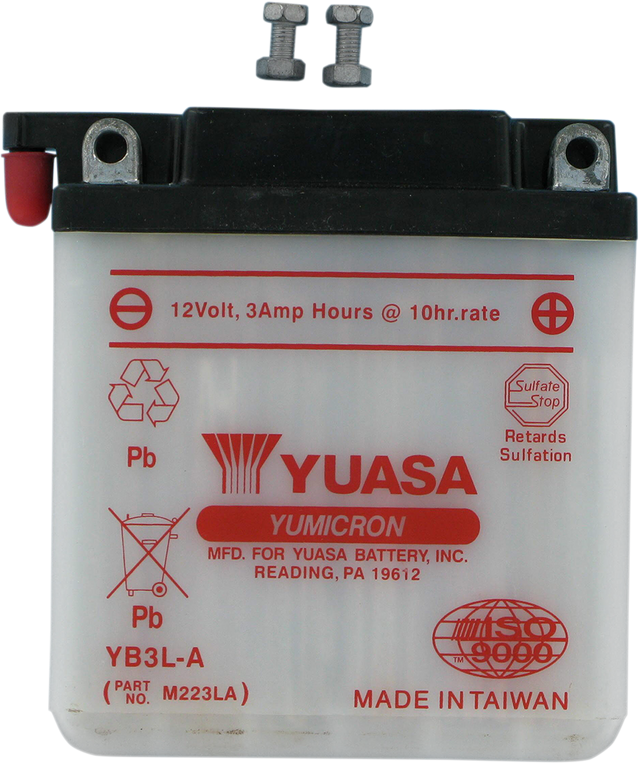 12Volt, 3Amp Hours @ 10hr.rate
Sulfate
Stop
Retards
Sulfation
Pb
YUASA
YUMICRON
MFD. FOR YUASA BATTERY, INC.
READING, PA 19612
Pb
ISO
9000
TM
YB3L-A
(PART NO. M223LA)
MADE IN TAIWAN